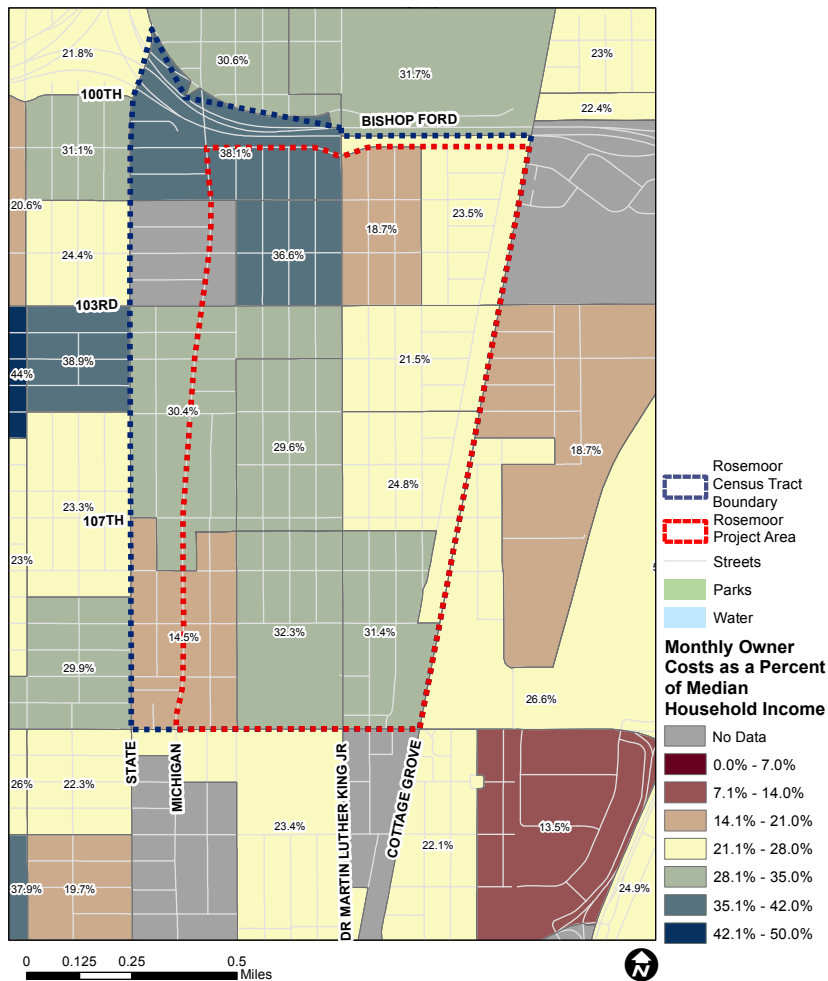 21.8%
30.6%
31.7%
23%
100TH
22.4%
BISHOP FORD
31.1%
38.1%
20.6%
18.7%
23.5%
24.4%
36.6%
103RD
38.9%
44%
21.5%
30.4%
29.6%
18.7%
24.8%
23.3%
107TH
23%
14.5%
32.3%
31.4%
29.9%
26.6%
STATE
MICHIGAN
DR MARTIN LUTHER KING JR
COTTAGE GROVE
26%
22.3%
23.4%
22.1%
13.5%
37.9%
19.7%
24.9%
Rosemoor
Census Tract
Boundary
Rosemoor
Project Area
Streets
Parks
Water
Monthly Owner
Costs as a Percent
of Median
Household Income
No Data
0.0% - 7.0%
7.1% - 14.0%
14.1% - 21.0%
21.1% - 28.0%
28.1% - 35.0%
35.1% - 42.0%
42.1% - 50.0%
0 0.125 0.25 0.5
Miles
N